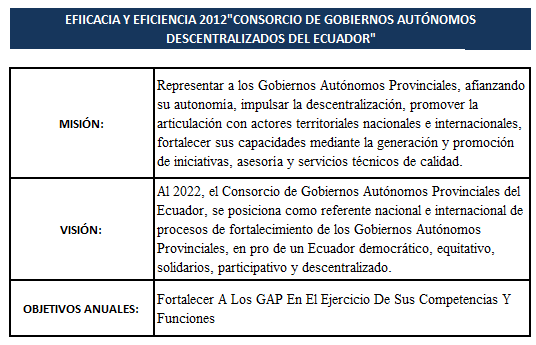 EFIICACIA Y EFICIENCIA 2012"CONSORCIO DE GOBIERNOS AUTÓNOMOS
DESCENTRALIZADOS DEL ECUADOR"
MISIÓN:
Representar a los Gobiernos Autónomos Provinciales, afianzando
su autonomia, impulsar la descentralización, promover la
articulación con actores territoriales nacionales e internacionales,
fortalecer sus capacidades mediante la generación y promoción
de iniciativas, asesoria y servicios técnicos de calidad.
VISIÓN:
Al 2022, el Consorcio de Gobiernos Autónomos Provinciales del
Ecuador, se posiciona como referente nacional e internacional de
procesos de fortalecimiento de los Gobiernos Autónomos
Provinciales, en pro de un Ecuador democrático, equitativo,
solidarios, participativo y descentralizado.
OBJETIVOS ANUALES:
Fortalecer A Los GAP En El Ejercicio De Sus Competencias Y
Funciones